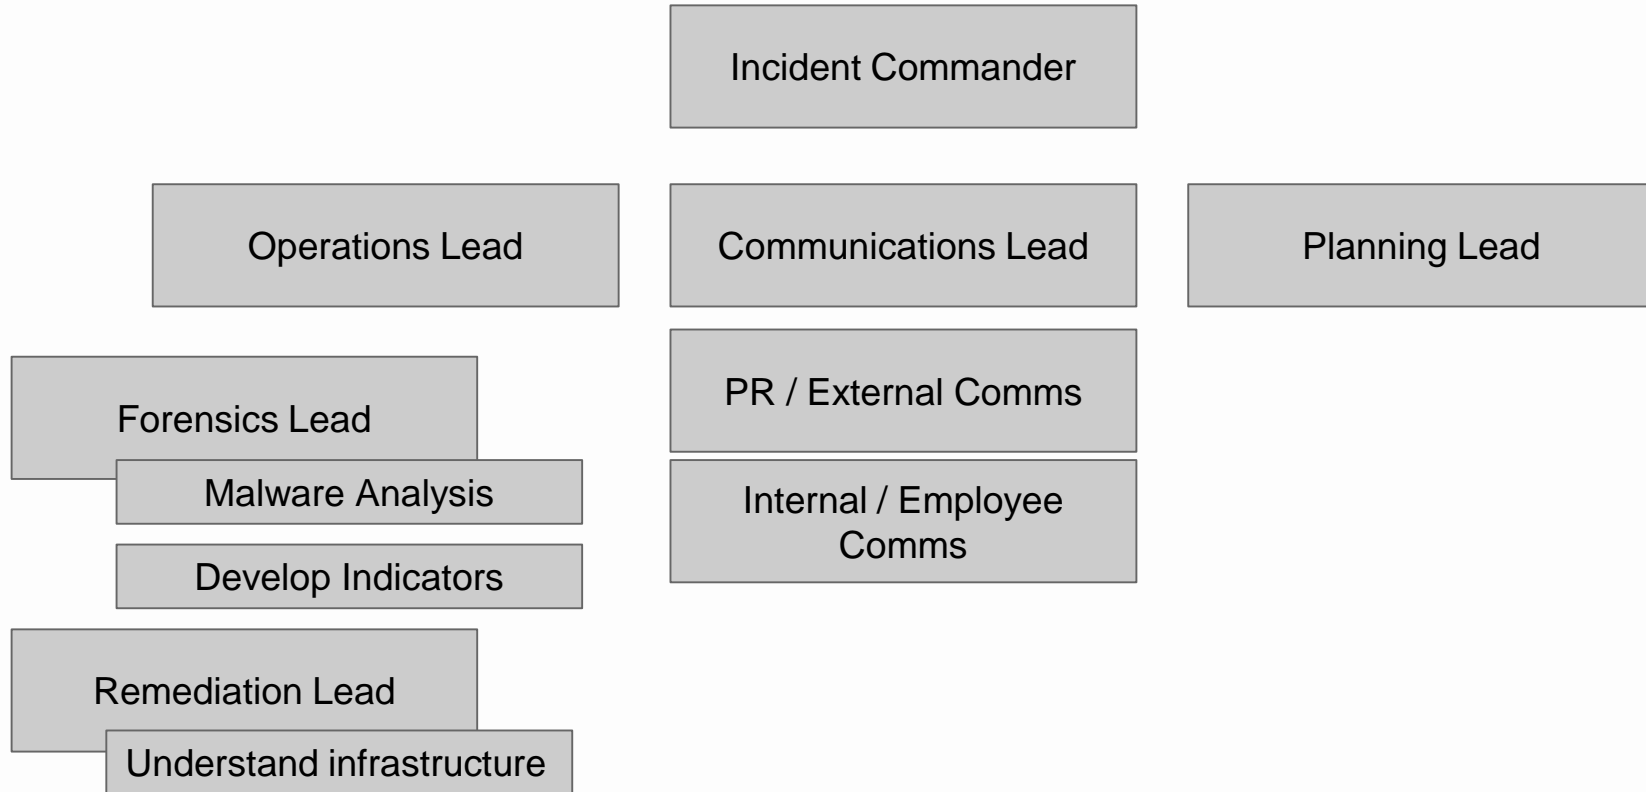 Incident Commander
Operations Lead
Communications Lead
Planning Lead
Forensics Lead
Malware Analysis
Develop Indicators
Remediation Lead
Understand infrastructure
PR / External Comms
Internal / Employee
Comms